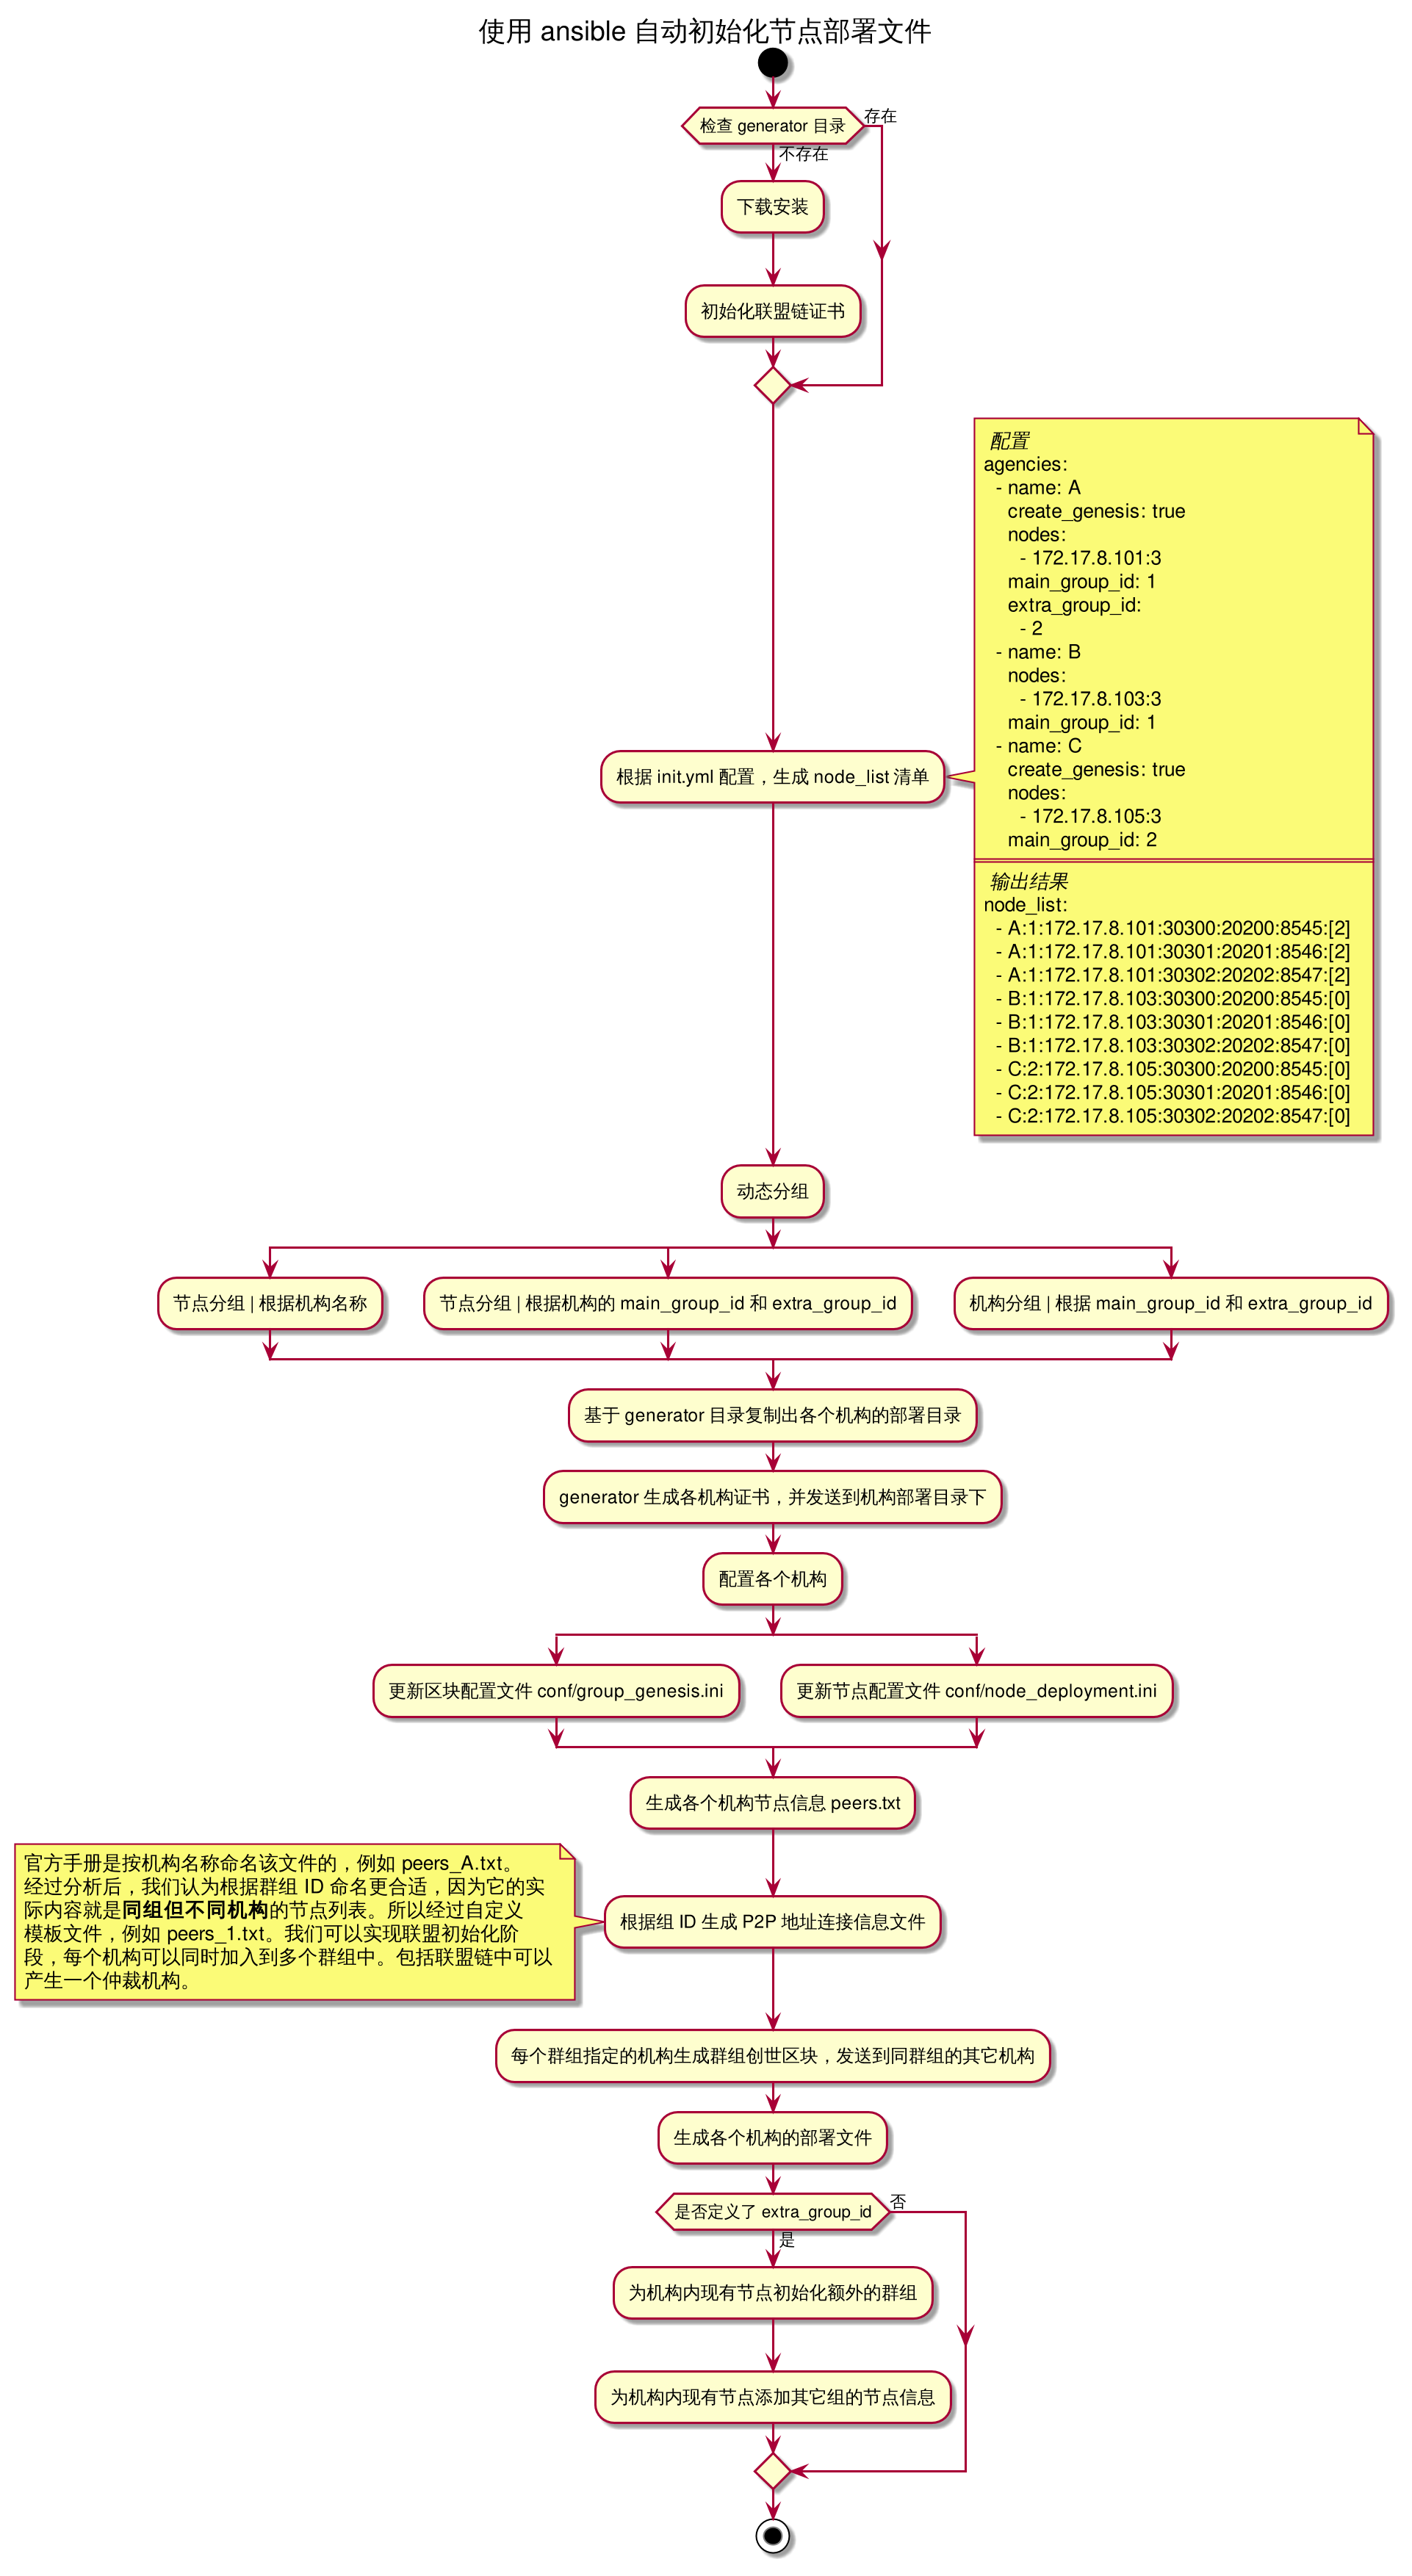 使用 ansible 自动初始化节点部署文件
检查 generator 目录
存在
不存在
下载安装
初始化联盟链证书
配置
agencies:
- name: A
create_genesis: true
nodes:
- 172.17.8.101:3
main_group_id: 1
extra_group_id:
- 2
- name: B
nodes:
- 172.17.8.103:3
main_group_id: 1
- name: C
create_genesis: true
nodes:
- 172.17.8.105:3
main_group_id: 2
根据 init.yml 配置，生成 node_list 清单
输出结果
node_list:
- A:1:172.17.8.101:30300:20200:8545:[2]
- A:1:172.17.8.101:30301:20201:8546:[2]
- A:1:172.17.8.101:30302:20202:8547:[2]
- B:1:172.17.8.103:30300:20200:8545:[0]
- B:1:172.17.8.103:30301:20201:8546:[0]
- B:1:172.17.8.103:30302:20202:8547:[0]
- C:2:172.17.8.105:30300:20200:8545:[0]
- C:2:172.17.8.105:30301:20201:8546:[0]
- C:2:172.17.8.105:30302:20202:8547:[0]
动态分组
节点分组 | 根据机构名称
节点分组 | 根据机构的 main_group_id 和 extra_group_id
机构分组 | 根据 main_group_id 和 extra_group_id
基于 generator 目录复制出各个机构的部署目录
generator 生成各机构证书，并发送到机构部署目录下
配置各个机构
更新区块配置文件 conf/group_genesis.ini
更新节点配置文件 conf/node_deployment.ini
生成各个机构节点信息 peers.txt
官方手册是按机构名称命名该文件的，例如 peers_A.txt。
经过分析后，我们认为根据群组 ID 命名更合适，因为它的实
际内容就是同组但不同机构的节点列表。所以经过自定义
模板文件，例如 peers_1.txt。我们可以实现联盟初始化阶
段，每个机构可以同时加入到多个群组中。包括联盟链中可以
产生一个仲裁机构。
根据组 ID 生成 P2P 地址连接信息文件
每个群组指定的机构生成群组创世区块，发送到同群组的其它机构
生成各个机构的部署文件
是否定义了 extra_group_id
否
是
为机构内现有节点初始化额外的群组
为机构内现有节点添加其它组的节点信息